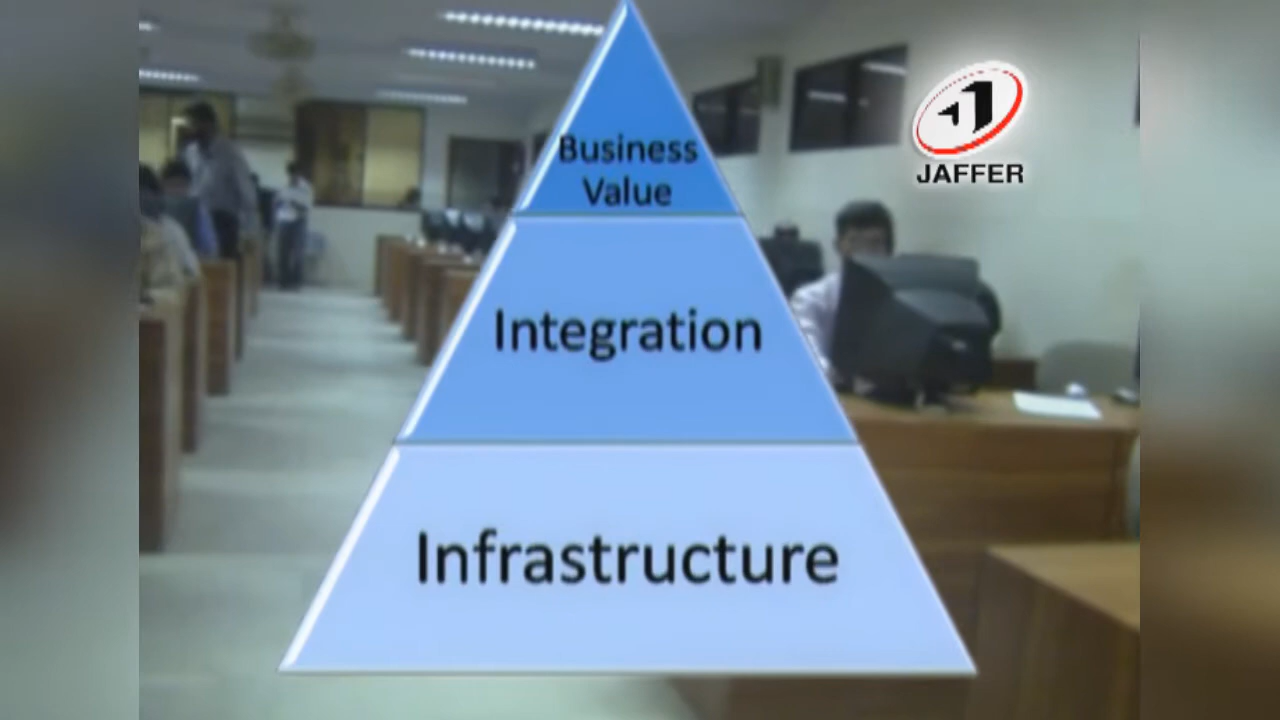 Business
Value
JAFFER
Integration
Infrastructure